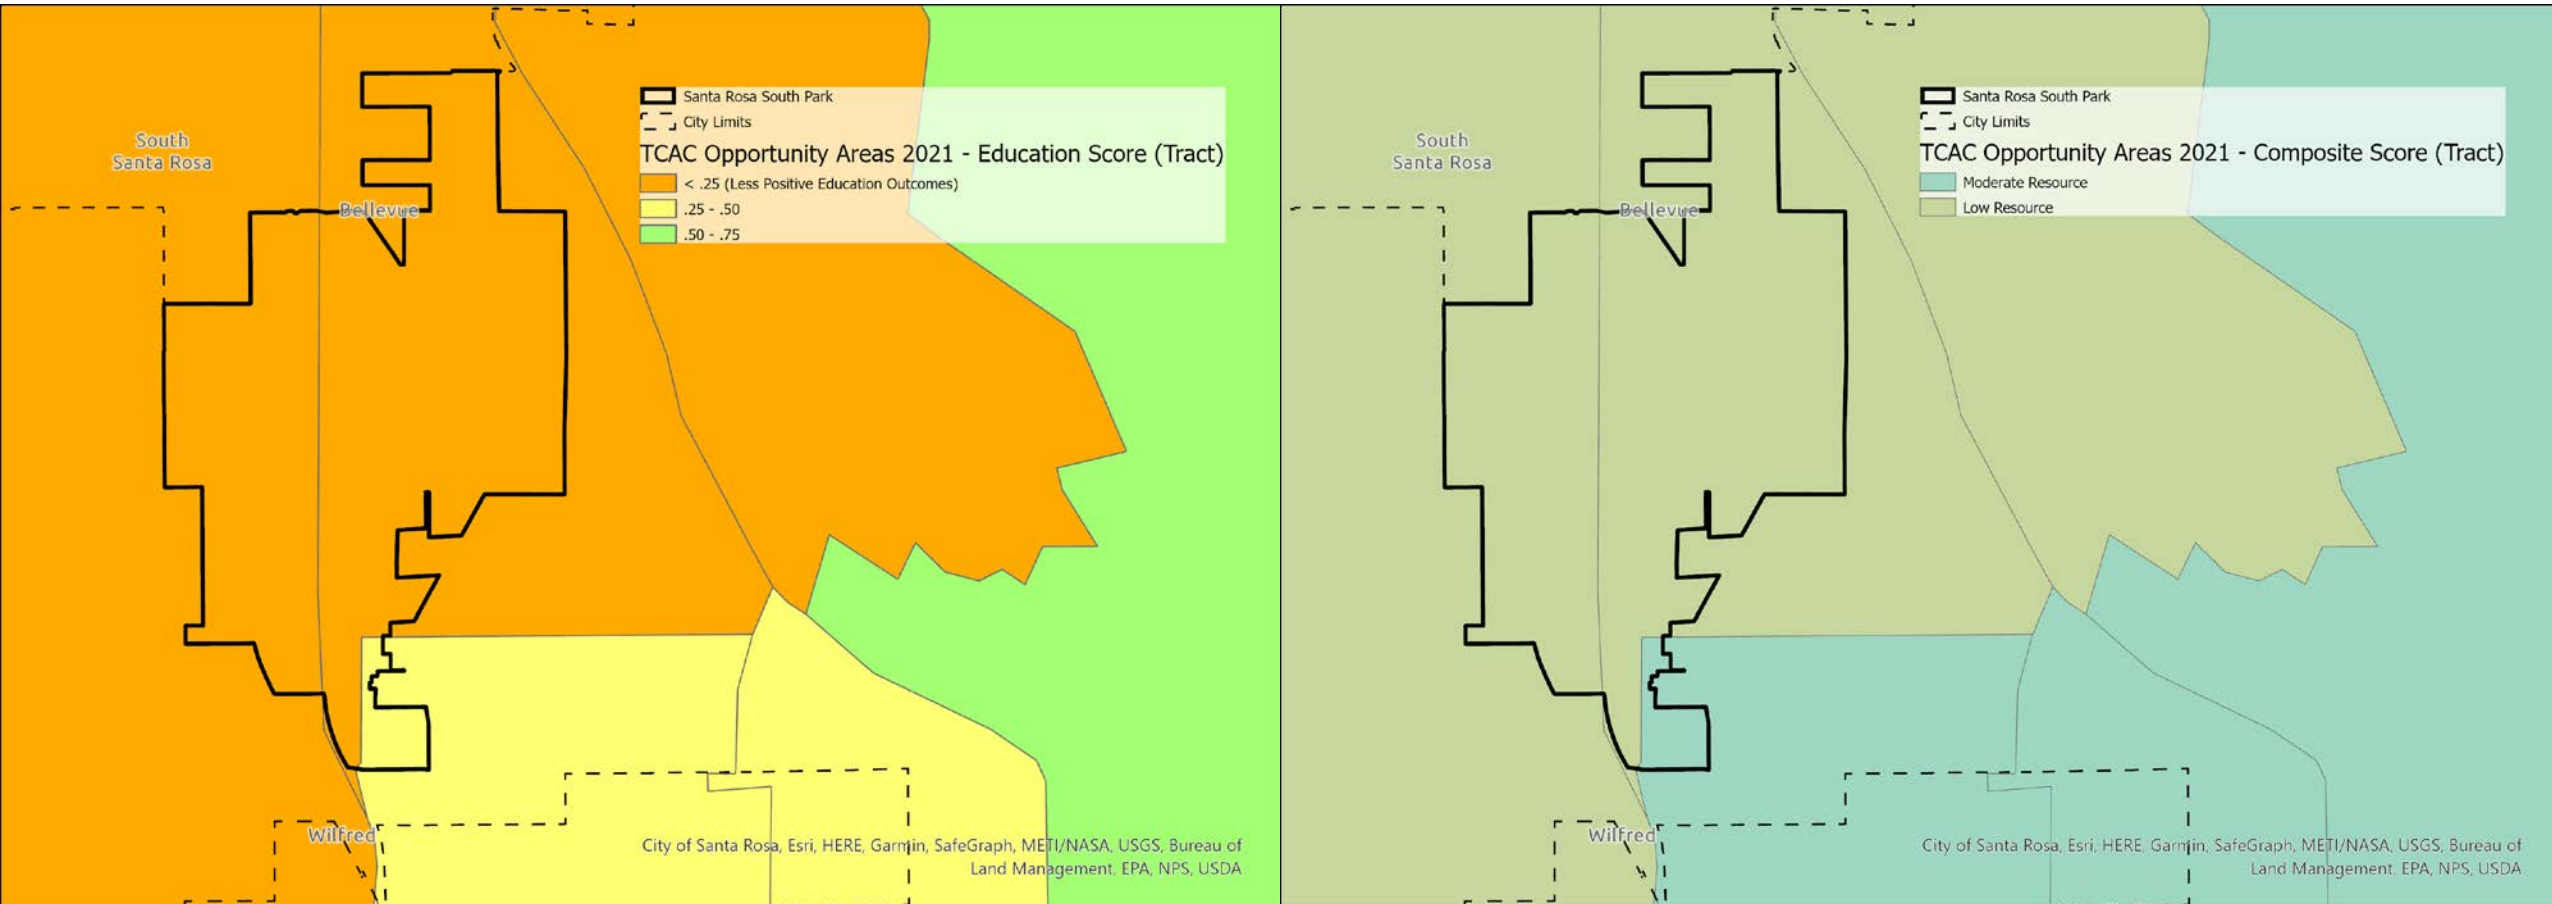 Santa Rosa South Park
City Limits
TCAC Opportunity Areas 2021 - Education Score (Tract)
< .25 (Less Positive Education Outcomes)
.25 - .50
.50 - .75
South
Santa Rosa
Bellevue
Wilfred
City of Santa Rosa, Esri, HERE, Garmin, SafeGraph, METI/NASA, USGS, Bureau of
Land Management, EPA, NPS, USDA
Santa Rosa South Park
City Limits
TCAC Opportunity Areas 2021 - Composite Score (Tract)
Moderate Resource
Low Resource
South
Santa Rosa
Bellevue
Wilfred
City of Santa Rosa, Esri, HERE, Garmin, SafeGraph, METI/NASA, USGS, Bureau of
Land Management, EPA, NPS, USDA